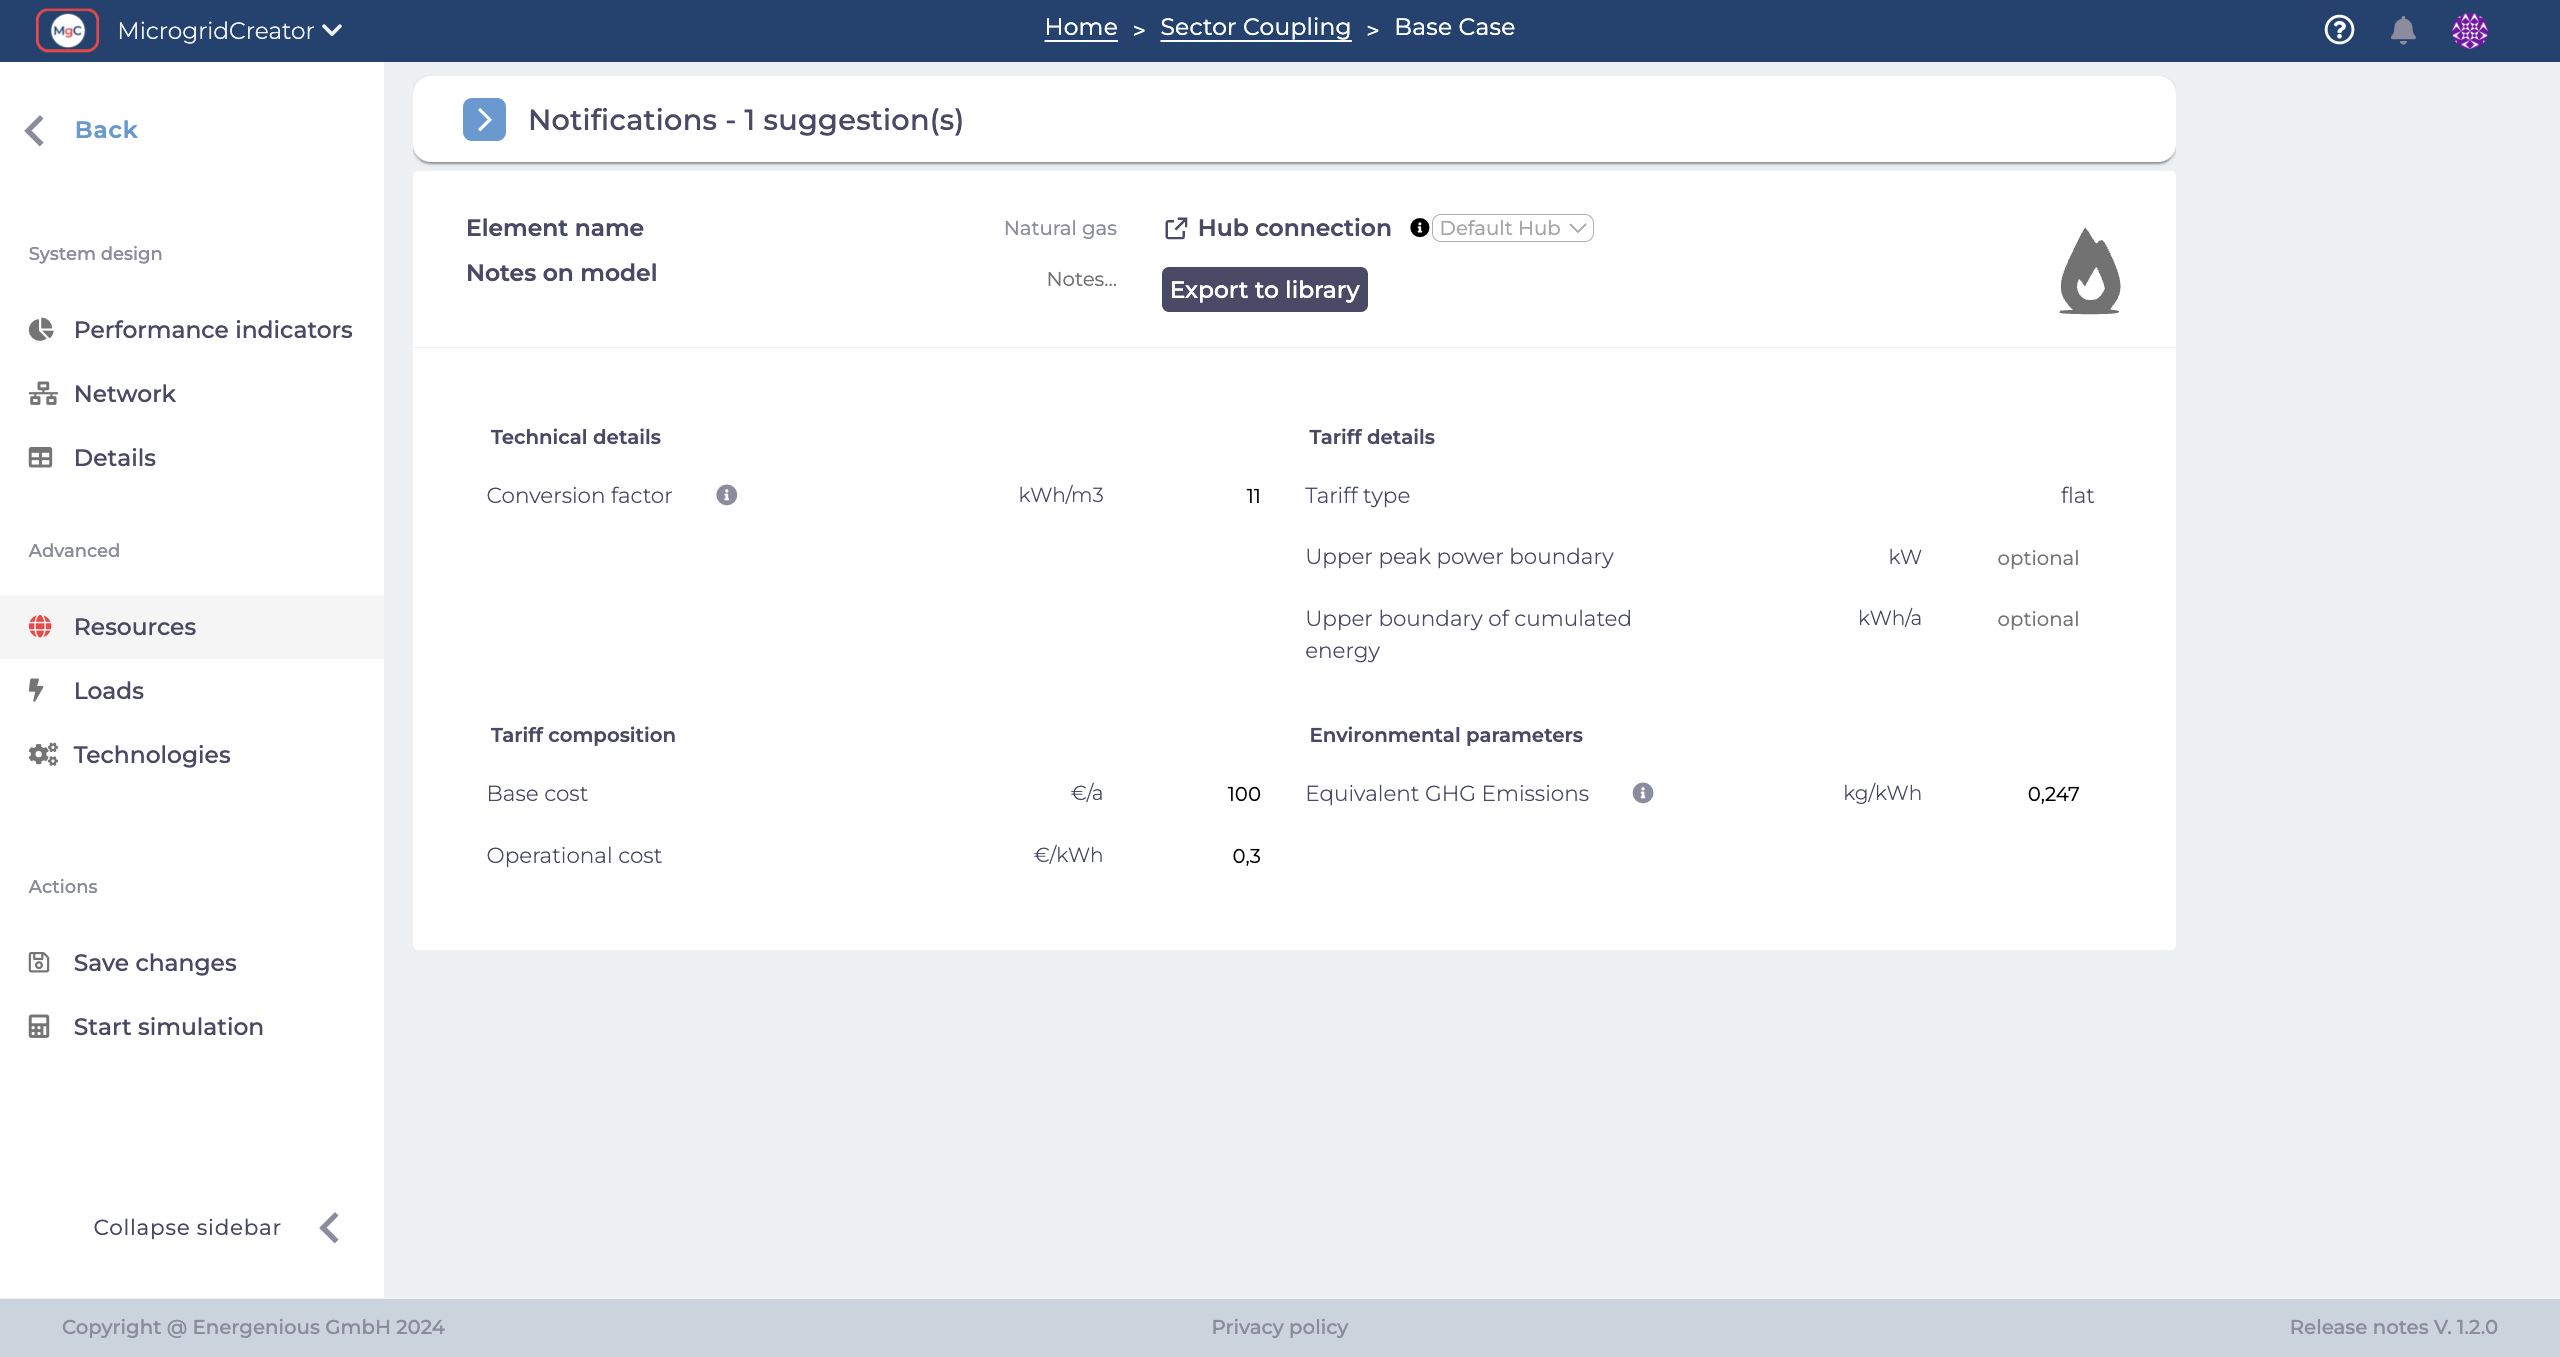 MgC MicrogridCreator
Home > Sector Coupling > Base Case
Back
System design
Performance indicators
Network
Details
Advanced
Resources
Loads
Technologies
Actions
Save changes
Start simulation
Collapse sidebar
Notifications - 1 suggestion(s)
Element name Natural gas
Notes on model Notes...
Hub connection Default Hub
Export to library
Technical details
Conversion factor kWh/m3 11
Tariff details
Tariff type flat
Upper peak power boundary kW optional
Upper boundary of cumulated kWh/a optional
energy
Tariff composition
Base cost €/a 100
Operational cost €/kWh 0,3
Environmental parameters
Equivalent GHG Emissions kg/kWh 0,247
Copyright @ Energenious GmbH 2024
Privacy policy
Release notes V. 1.2.0